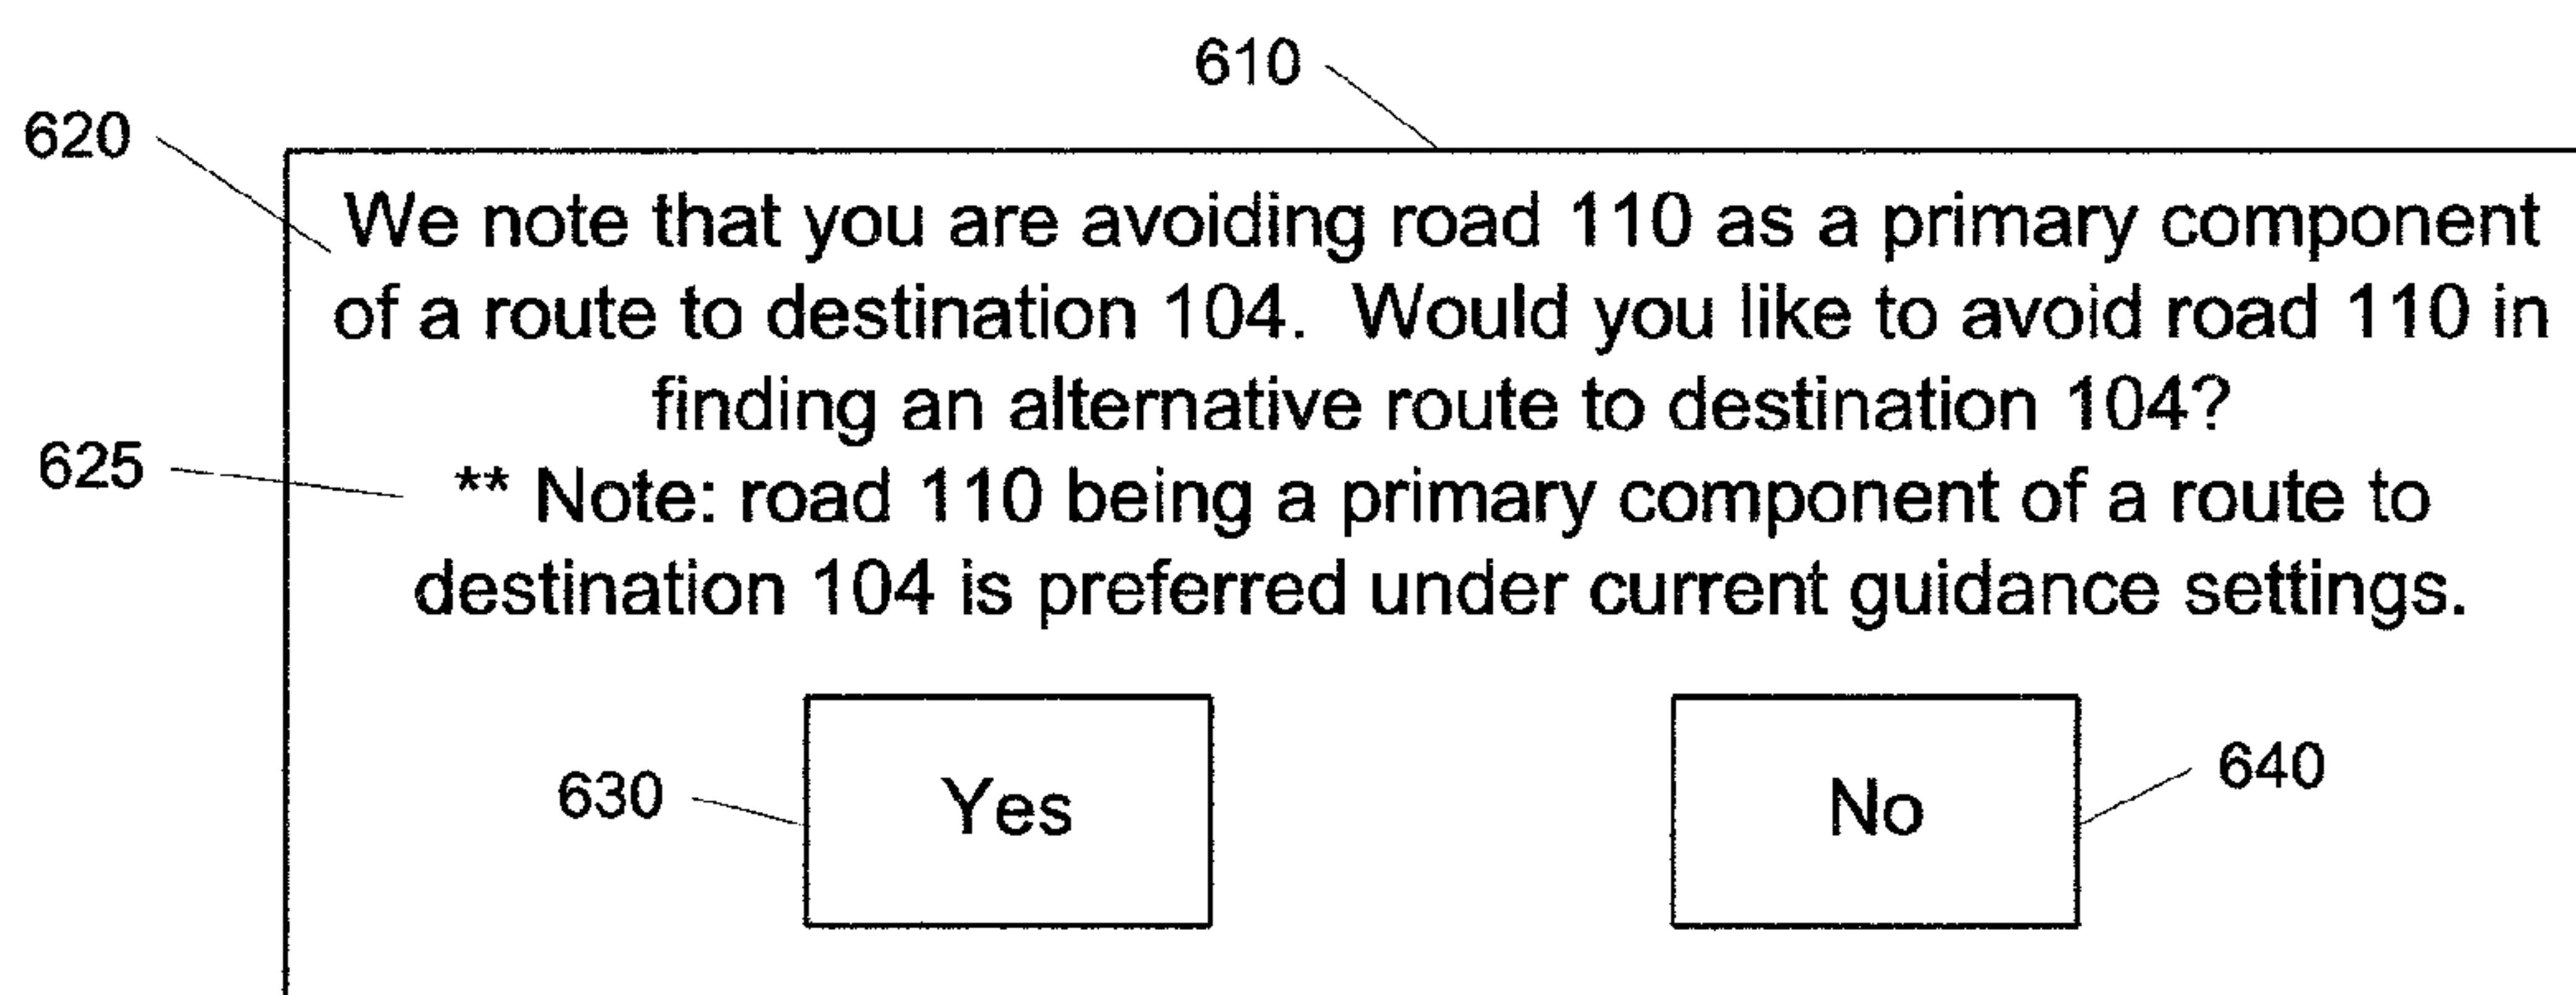 610
620
We note that you are avoiding road 110 as a primary component
of a route to destination 104. Would you like to avoid road 110 in
finding an alternative route to destination 104?
625
** Note: road 110 being a primary component of a route to
destination 104 is preferred under current guidance settings.
630
Yes
No
640